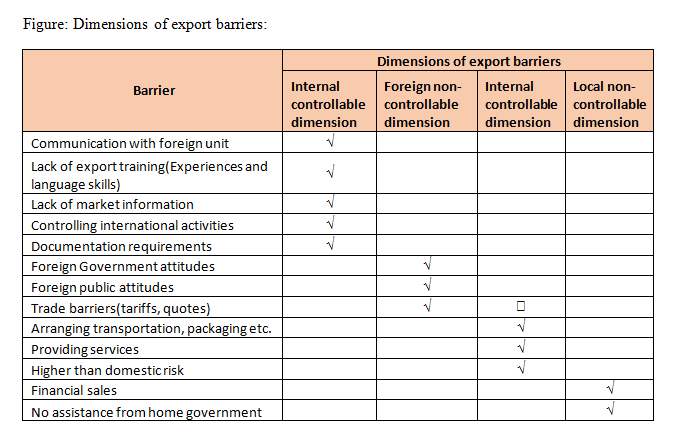 Figure: Dimensions of export barriers:
Barrier
Dimensions of export barriers
Internal controllable dimension
Foreign non-controllable dimension
Internal controllable dimension
Local non-controllable dimension
Communication with foreign unit √
Lack of export training(Experiences and
language skills) √
Lack of market information √
Controlling international activities √
Documentation requirements √
Foreign Government attitudes √
Foreign public attitudes √
Trade barriers(tariffs, quotes) √ □
Arranging transportation, packaging etc. √
Providing services √
Higher than domestic risk √
Financial sales √
No assistance from home government √